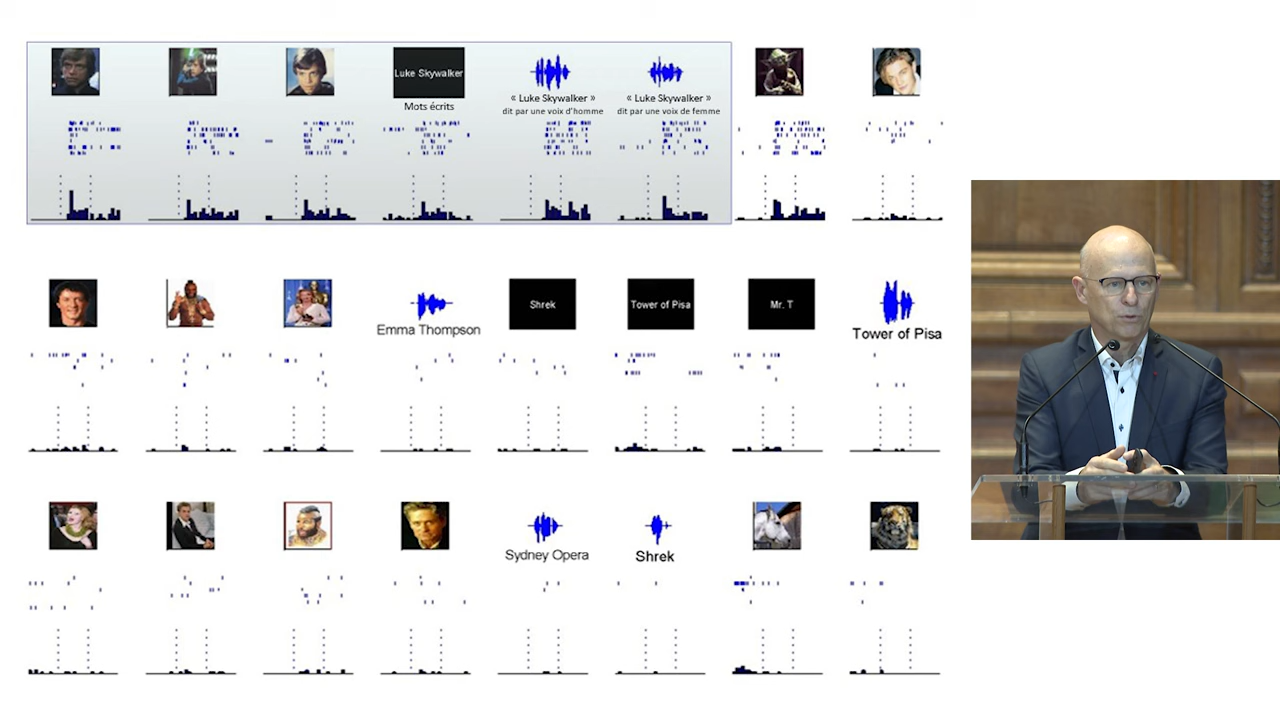 Luke Skywalker
Mots écrits
« Luke Skywalker »
dit par une voix d'homme
« Luke Skywalker »
dit par une voix de femme
Emma Thompson
Shrek
Tower of Pisa
Mr. T
Tower of Pisa
Sydney Opera
Shrek